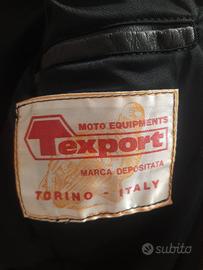 MOTO EQUIPMENTS
Texport
MARCA DEPOSITATA
TORINO - ITALY
subito